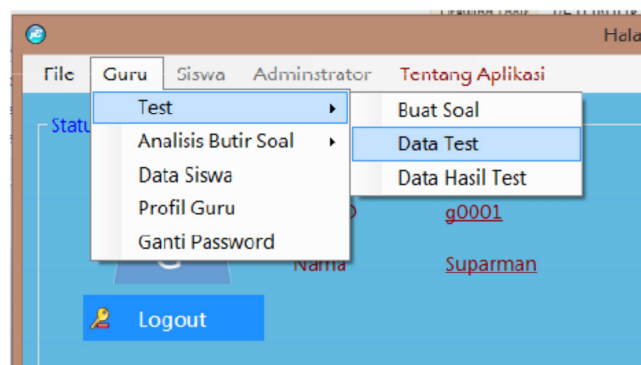 Hala
File Guru Siswa Adminstrator Tentang Aplikasi
Test
Buat Soal
Statu
Analisis Butir Soal
Data Test
Data Siswa
Data Hasil Test
Profil Guru
g0001
Ganti Password
Nama
Suparman
Logout